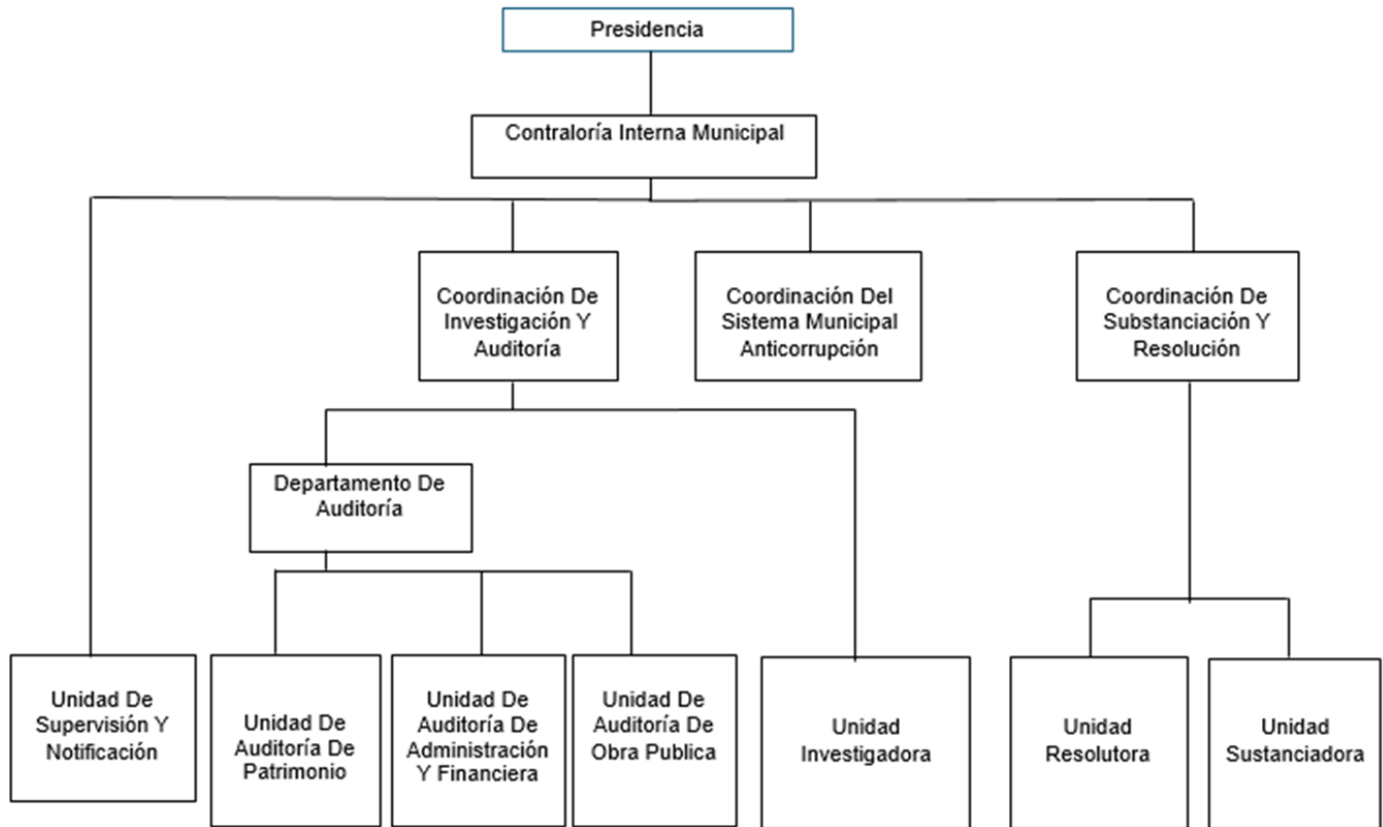 Presidencia
Contraloría Interna Municipal
Coordinación De
Investigación Y
Auditoría
Coordinación Del
Sistema Municipal
Anticorrupción
Coordinación De
Substanciación Y
Resolución
Departamento De
Auditoría
Unidad De
Supervisión Y
Notificación
Unidad De
Auditoría De
Patrimonio
Unidad De
Auditoría De
Administración
Y Financiera
Unidad De
Auditoría De
Obra Publica
Unidad
Investigadora
Unidad
Resolutora
Unidad
Sustanciadora